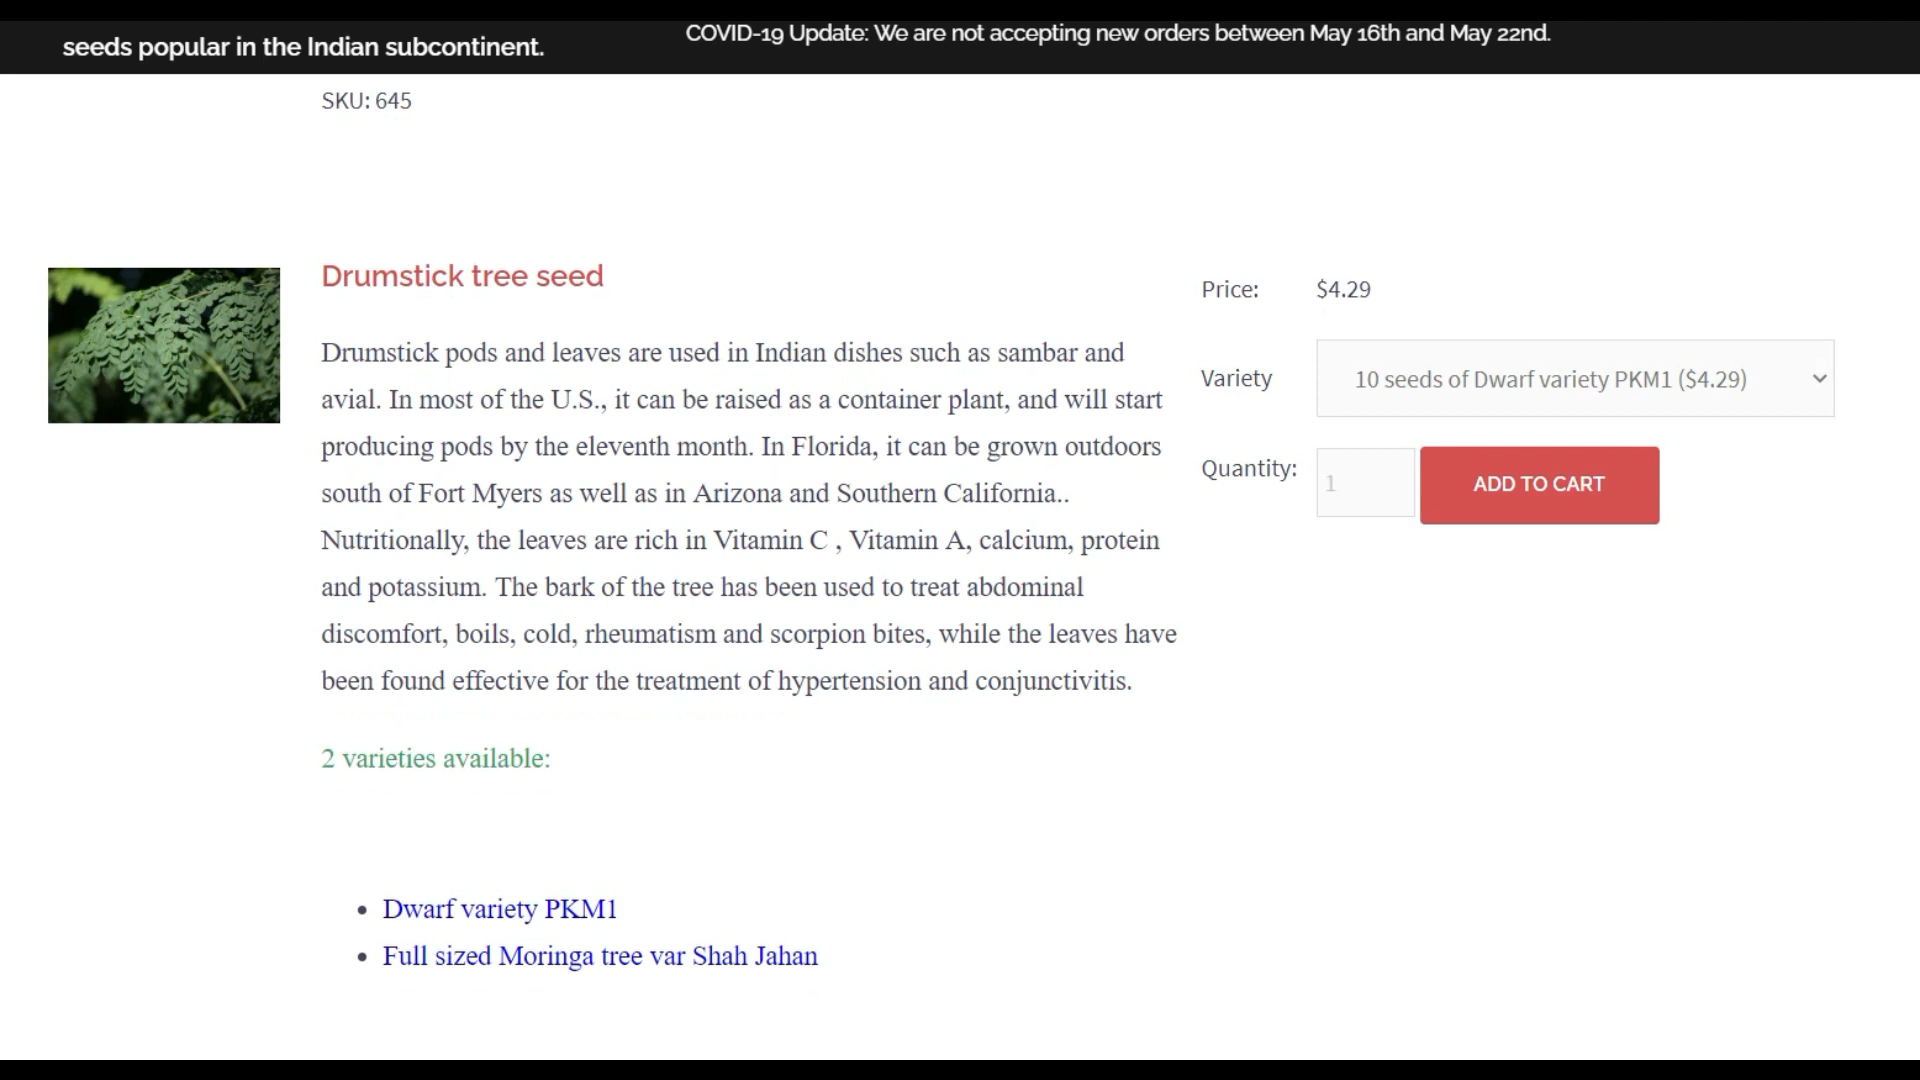 seeds popular in the Indian subcontinent.
COVID-19 Update: We are not accepting new orders between May 16th and May 22nd.
SKU: 645
Drumstick tree seed
Drumstick pods and leaves are used in Indian dishes such as sambar and
avial. In most of the U.S., it can be raised as a container plant, and will start
producing pods by the eleventh month. In Florida, it can be grown outdoors
south of Fort Myers as well as in Arizona and Southern California..
Nutritionally, the leaves are rich in Vitamin C , Vitamin A, calcium, protein
and potassium. The bark of the tree has been used to treat abdominal
discomfort, boils, cold, rheumatism and scorpion bites, while the leaves have
been found effective for the treatment of hypertension and conjunctivitis.
2 varieties available:
Dwarf variety PKM1
Full sized Moringa tree var Shah Jahan
Price: $4.29
Variety 10 seeds of Dwarf variety PKM1 ($4.29)
Quantity: 1 ADD TO CART